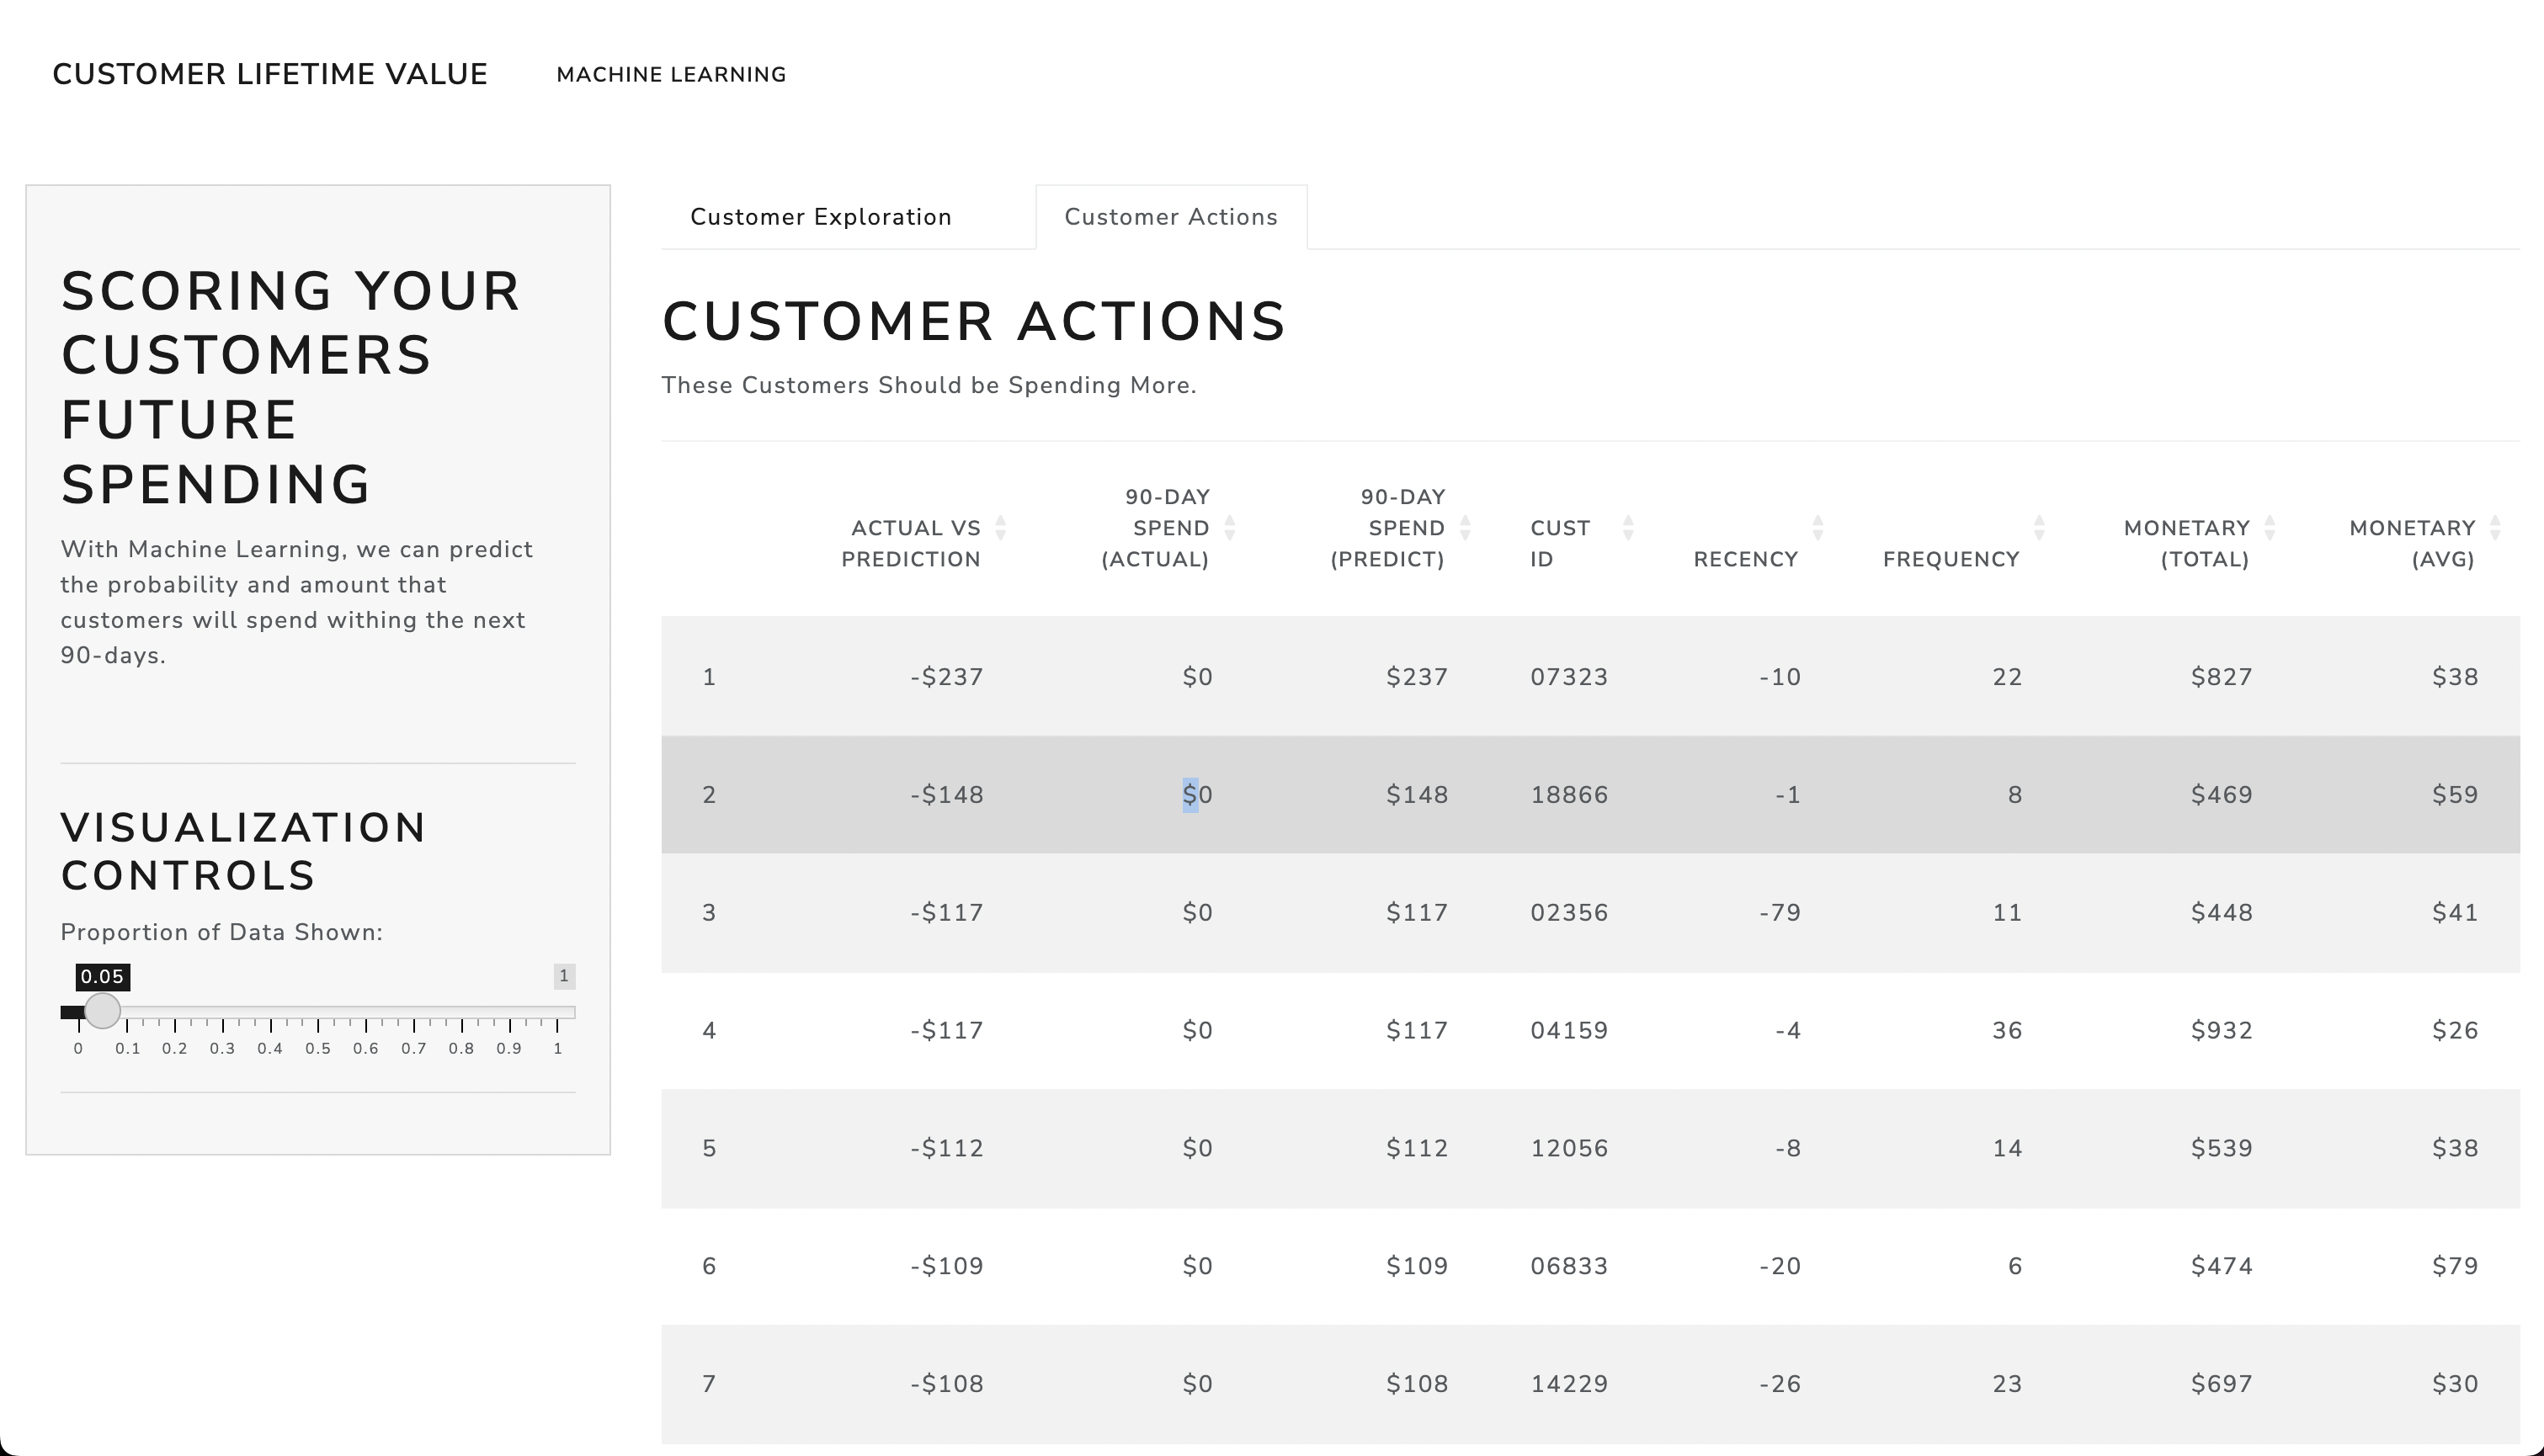 CUSTOMER LIFETIME VALUE MACHINE LEARNING
SCORING YOUR
CUSTOMERS
FUTURE
SPENDING
With Machine Learning, we can predict
the probability and amount that
customers will spend withing the next
90-days.
VISUALIZATION
CONTROLS
Proportion of Data Shown:
0.05 1
0 0.1 0.2 0.3 0.4 0.5 0.6 0.7 0.8 0.9 1
Customer Exploration Customer Actions
CUSTOMER ACTIONS
These Customers Should be Spending More.
90-DAY 90-DAY
ACTUAL VS SPEND SPEND CUST MONETARY MONETARY
PREDICTION (ACTUAL) (PREDICT) ID RECENCY FREQUENCY (TOTAL) (AVG)
1 -$237 $0 $237 07323 -10 22 $827 $38
2 -$148 $0 $148 18866 -1 8 $469 $59
3 -$117 $0 $117 02356 -79 11 $448 $41
4 -$117 $0 $117 04159 -4 36 $932 $26
5 -$112 $0 $112 12056 -8 14 $539 $38
6 -$109 $0 $109 06833 -20 6 $474 $79
7 -$108 $0 $108 14229 -26 23 $697 $30